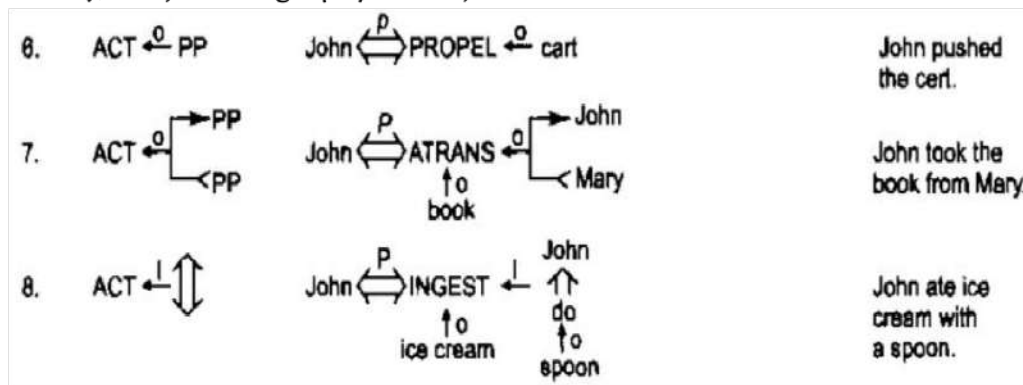 6. ACT o PP John p PROPEL o cart John pushed
the cert.
7. ACT o PP PP John p ATRANS o John Mary John took the
o book from Mary.
book
8. ACT I John P INGEST I John John ate ice
o do cream with
ice cream o a spoon.
spoon